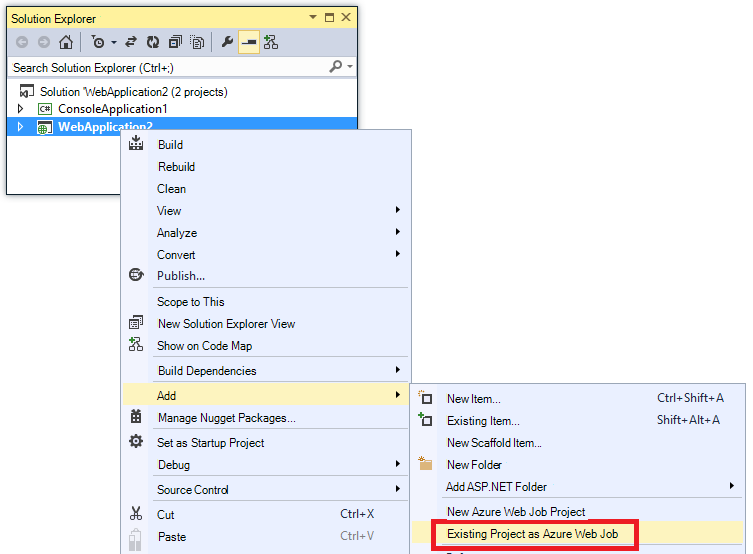 Solution Explorer
Search Solution Explorer (Ctrl+;)
Solution 'WebApplication2' (2 projects)
C# ConsoleApplication1
WebApplication2
Build
Rebuild
Clean
View
Analyze
Convert
Publish...
Scope to This
New Solution Explorer View
Show on Code Map
Build Dependencies
Add
Manage Nugget Packages...
Set as Startup Project
Debug
Source Control
Cut Ctrl+X
Paste Ctrl+V
New Item... Ctrl+Shift+A
Existing Item... Shift+Alt+A
New Scaffold Item...
New Folder
Add ASP.NET Folder
New Azure Web Job Project
Existing Project as Azure Web Job